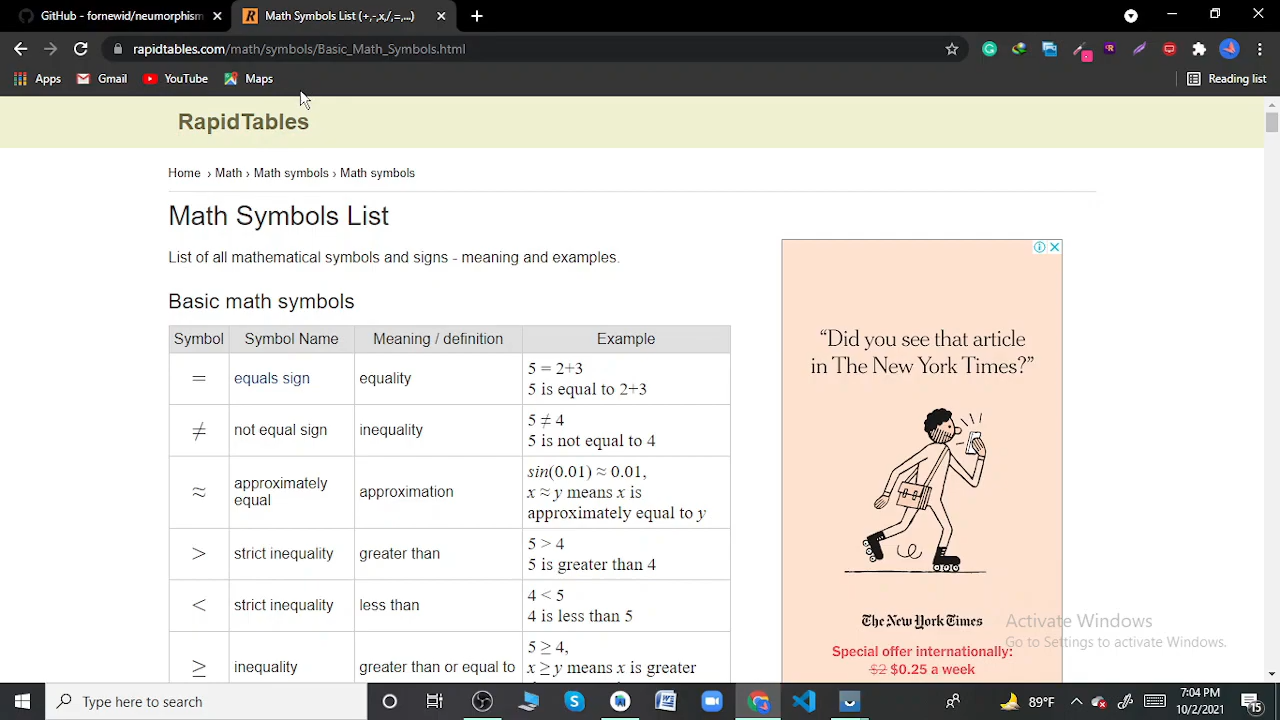 GitHub - fornewid/neumorphism
Math Symbols List (+,-,x,/,=,...)
rapidtables.com/math/symbols/Basic_Math_Symbols.html
Apps
Gmail
YouTube
Maps
Reading list
RapidTables
Home › Math › Math symbols › Math symbols
Math Symbols List
List of all mathematical symbols and signs - meaning and examples.
Basic math symbols
Symbol Symbol Name Meaning / definition Example
= equals sign equality 5 = 2+3
5 is equal to 2+3
≠ not equal sign inequality 5 ≠ 4
5 is not equal to 4
≈ approximately equal approximation sin(0.01) ≈ 0.01,
x ≈ y means x is
approximately equal to y
> strict inequality greater than 5 > 4
5 is greater than 4
< strict inequality less than 4 < 5
4 is less than 5
≥ inequality greater than or equal to 5 ≥ 4,
x ≥ y means x is greater
“Did you see that article
in The New York Times?”
The New York Times
Special offer internationally:
$2 $0.25 a week
Activate Windows
Go to Settings to activate Windows.
Type here to search
89°F
7:04 PM
10/2/2021
15